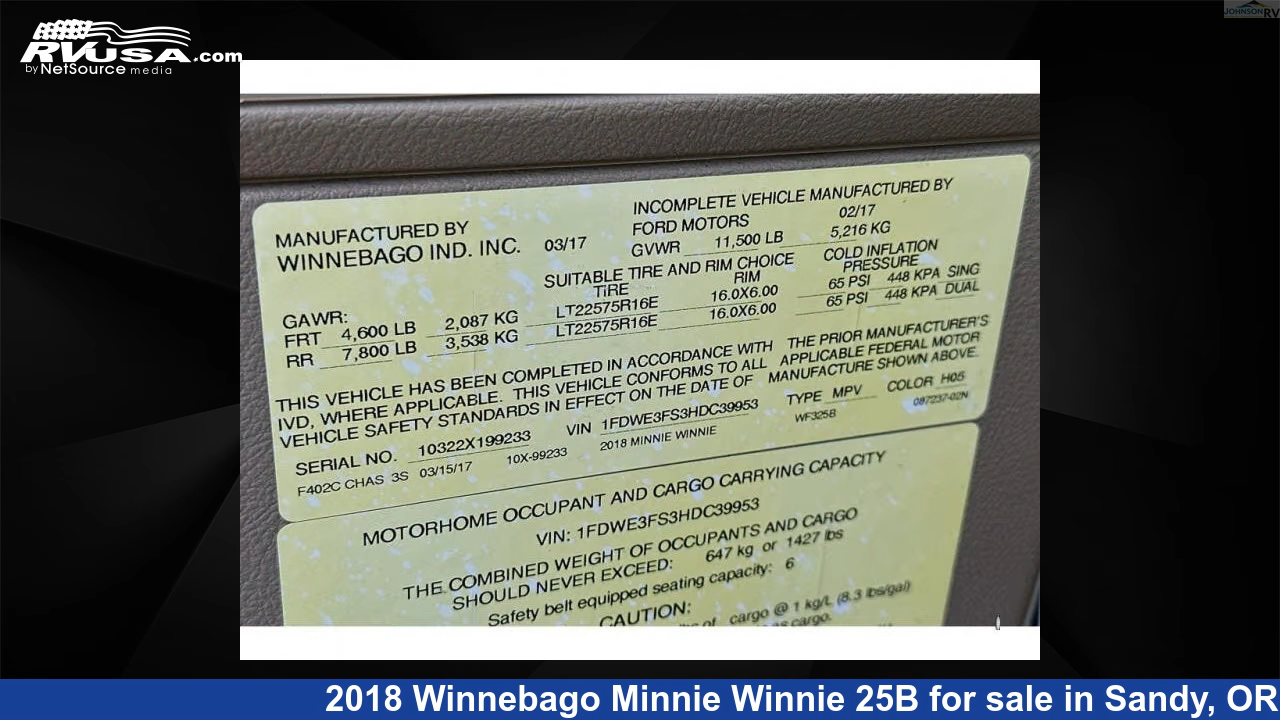 JOHNSON RV
RVUSA.com
by NetSource media
MANUFACTURED BY
WINNEBAGO IND. INC. 03/17
INCOMPLETE VEHICLE MANUFACTURED BY
FORD MOTORS 02/17
GVWR 11,500 LB 5,216 KG
SUITABLE TIRE AND RIM CHOICE
TIRE RIM
COLD INFLATION
PRESSURE
GAWR:
FRT 4,600 LB 2,087 KG LT22575R16E 16.0X6.00 65 PSI 448 KPA SING
RR 7,800 LB 3,538 KG LT22575R16E 16.0X6.00 65 PSI 448 KPA DUAL
THIS VEHICLE HAS BEEN COMPLETED IN ACCORDANCE WITH THE PRIOR MANUFACTURER'S
IVD, WHERE APPLICABLE. THIS VEHICLE CONFORMS TO ALL APPLICABLE FEDERAL MOTOR
VEHICLE SAFETY STANDARDS IN EFFECT ON THE DATE OF MANUFACTURE SHOWN ABOVE.
SERIAL NO. 10322X199233 VIN 1FDWE3FS3HDC39953 TYPE MPV COLOR H05
F402C CHAS 3S 03/15/17 10X-99233 2018 MINNIE WINNIE WF325B 087237-02N
MOTORHOME OCCUPANT AND CARGO CARRYING CAPACITY
VIN: 1FDWE3FS3HDC39953
THE COMBINED WEIGHT OF OCCUPANTS AND CARGO
SHOULD NEVER EXCEED: 647 kg or 1427 lbs
Safety belt equipped seating capacity: 6
CAUTION:
of cargo @ 1 kg/L (8.3 lbs/gal)
as cargo.
2018 Winnebago Minnie Winnie 25B for sale in Sandy, OR